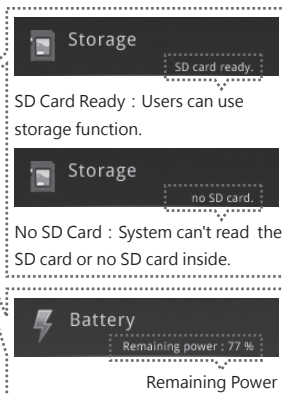 Storage
SD card ready.
SD Card Ready : Users can use
storage function.
Storage
no SD card.
No SD Card : System can't read the
SD card or no SD card inside.
Battery
Remaining power : 77 %
Remaining Power